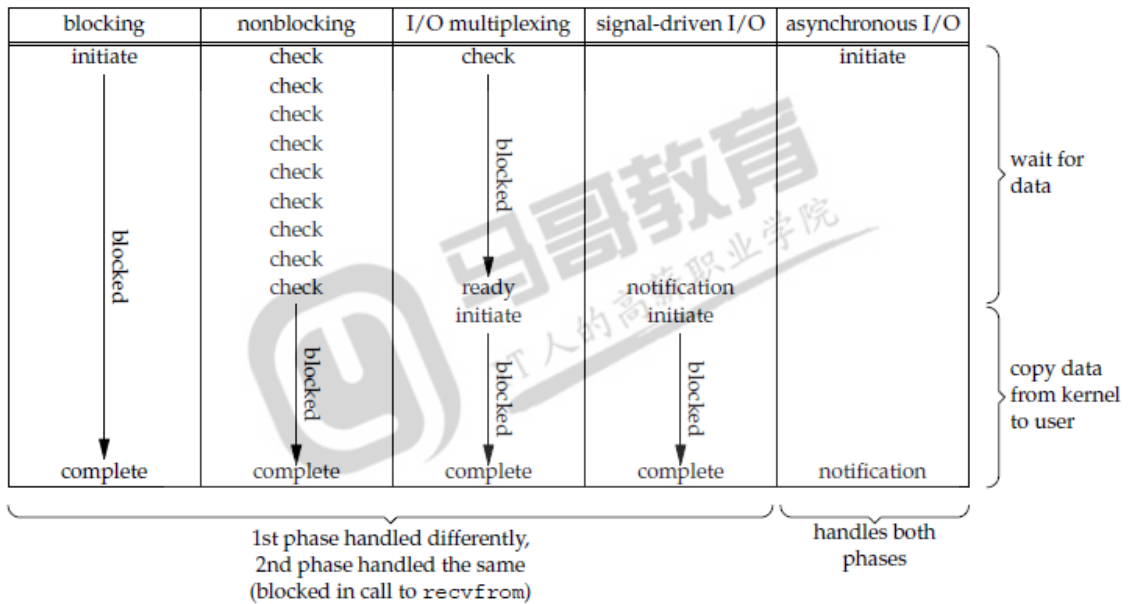 blocking nonblocking I/O multiplexing signal-driven I/O asynchronous I/O
initiate check check initiate
check
check
check
check
check
check
check
check ready notification
initiate initiate
blocked
blocked
blocked
blocked
blocked
complete complete complete complete notification
wait for
data
copy data
from kernel
to user
1st phase handled differently,
2nd phase handled the same
(blocked in call to recvfrom)
handles both
phases
马哥教育
IT人的高薪职业学院